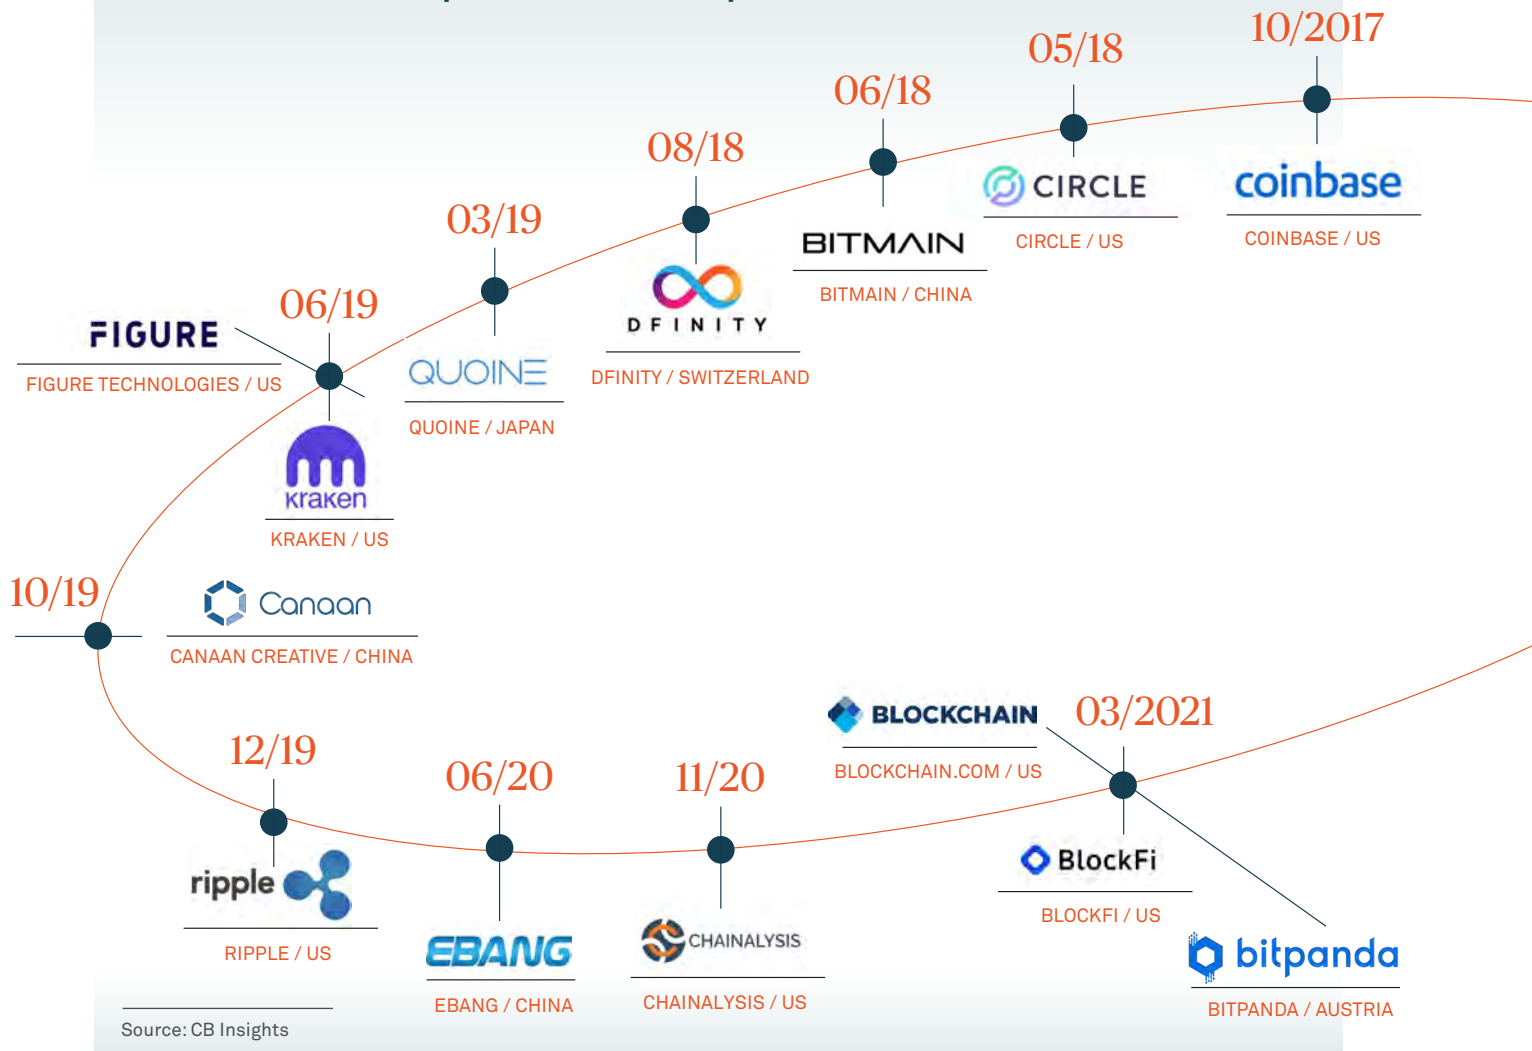 10/2017
coinbase
COINBASE / US
05/18
CIRCLE
CIRCLE / US
06/18
BITMAIN
BITMAIN / CHINA
08/18
DFINITY
DFINITY / SWITZERLAND
03/19
QUOINE
QUOINE / JAPAN
06/19
FIGURE
FIGURE TECHNOLOGIES / US
kraken
KRAKEN / US
10/19
Canaan
CANAAN CREATIVE / CHINA
12/19
ripple
RIPPLE / US
06/20
EBANG
EBANG / CHINA
11/20
CHAINALYSIS
CHAINALYSIS / US
03/2021
BLOCKCHAIN
BLOCKCHAIN.COM / US
BlockFi
BLOCKFI / US
bitpanda
BITPANDA / AUSTRIA
Source: CB Insights